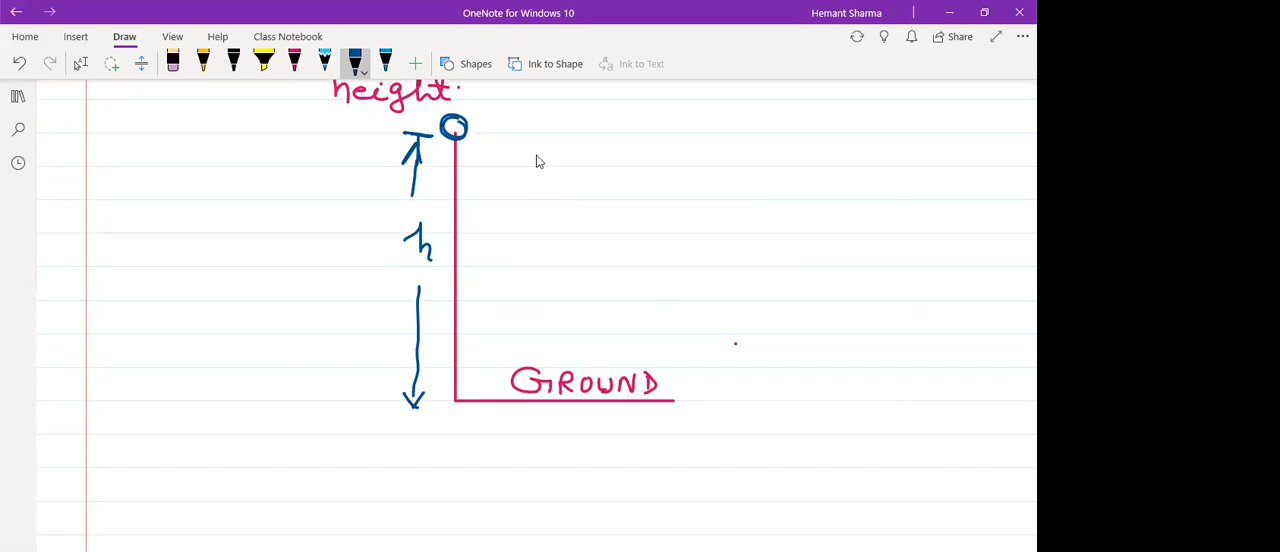 OneNote for Windows 10
Hemant Sharma
Home Insert Draw View Help Class Notebook
Share
Shapes Ink to Shape Ink to Text
height.
h
GROUND